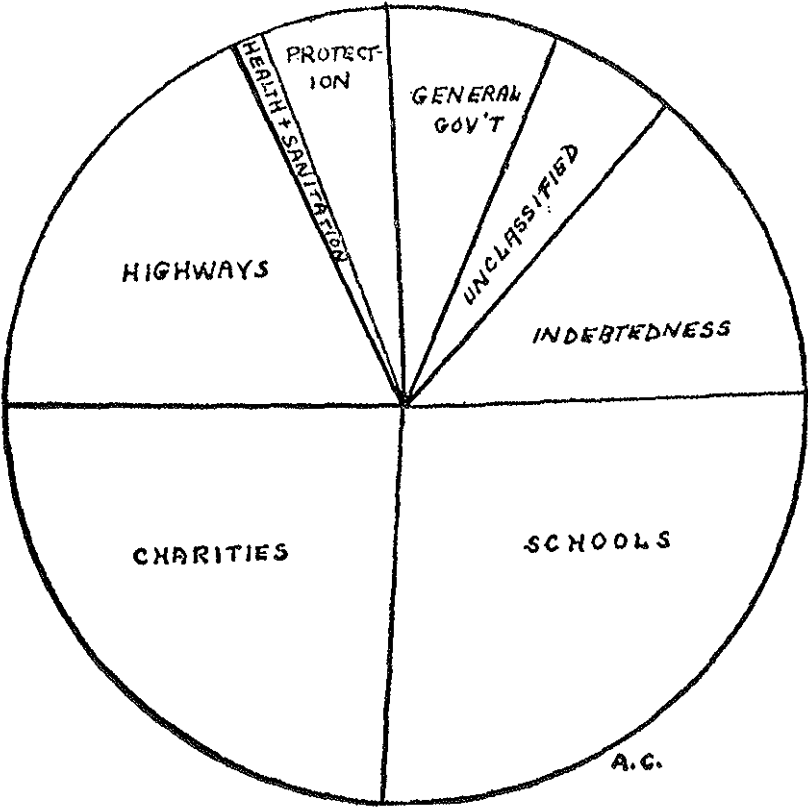 PROTECT-
ION
HEALTH + SANITATION
GENERAL
GOV'T
UNCLASSIFIED
HIGHWAYS
INDEBTEDNESS
CHARITIES
SCHOOLS
A.C.